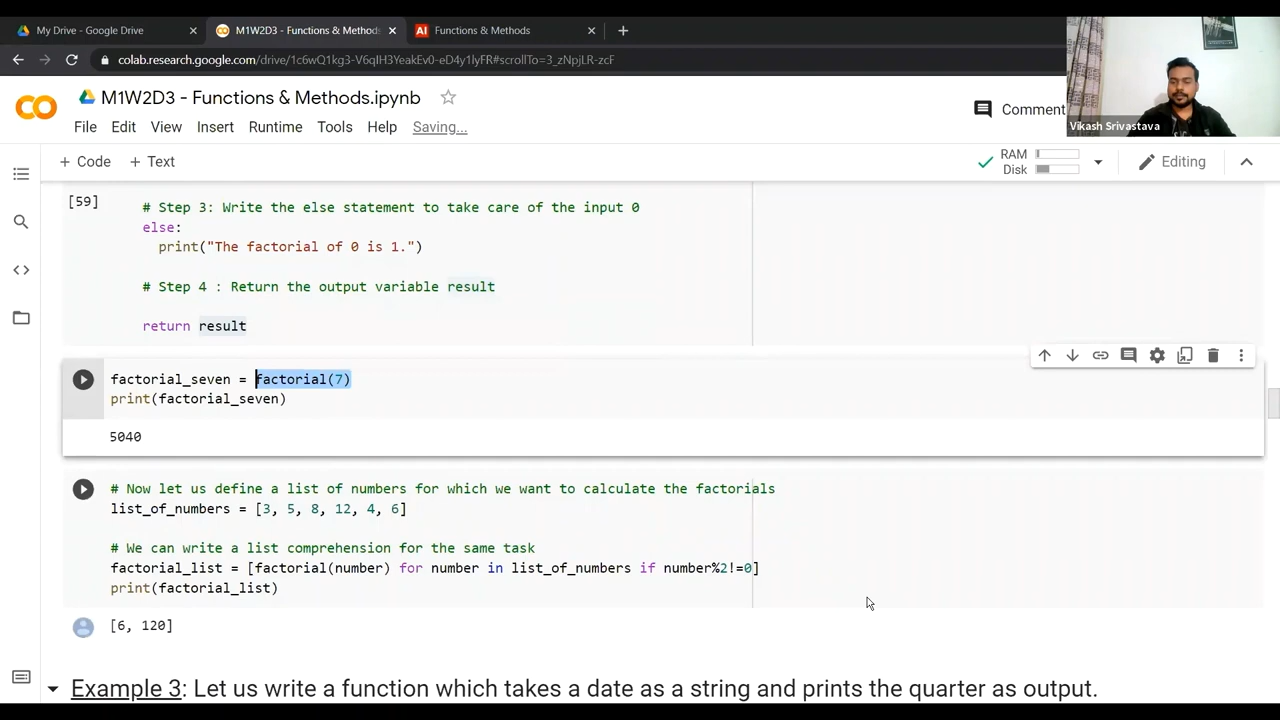 My Drive - Google Drive
M1W2D3 - Functions & Methods
AI Functions & Methods
colab.research.google.com/drive/1c6wQ1kg3-V6qIH3YeakEv0-eD4y1lyFR#scrollTo=3_zNpjLR-zcF
Vikash Srivastava
CO
M1W2D3 - Functions & Methods.ipynb
Comment
File Edit View Insert Runtime Tools Help Saving...
+ Code + Text
RAM
Disk
Editing
[59]
# Step 3: Write the else statement to take care of the input 0
else:
print("The factorial of 0 is 1.")
# Step 4 : Return the output variable result
return result
factorial_seven = factorial(7)
print(factorial_seven)
5040
# Now let us define a list of numbers for which we want to calculate the factorials
list_of_numbers = [3, 5, 8, 12, 4, 6]
# We can write a list comprehension for the same task
factorial_list = [factorial(number) for number in list_of_numbers if number%2!=0]
print(factorial_list)
[6, 120]
Example 3: Let us write a function which takes a date as a string and prints the quarter as output.